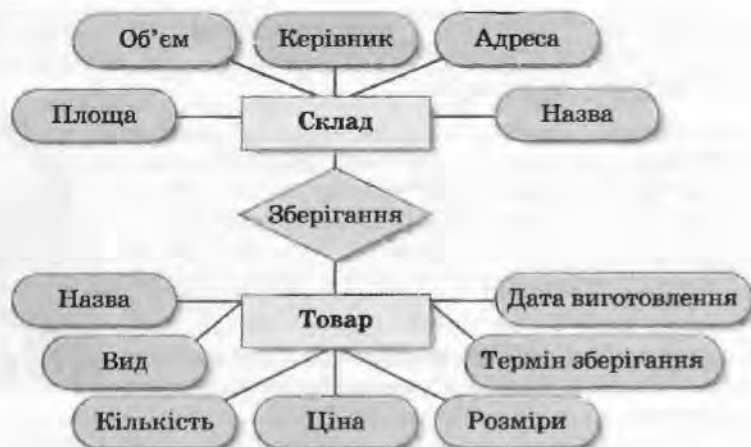 Об’єм
Керівник
Адреса
Площа
Склад
Назва
Зберігання
Назва
Дата виготовлення
Товар
Вид
Термін зберігання
Кількість
Ціна
Розміри